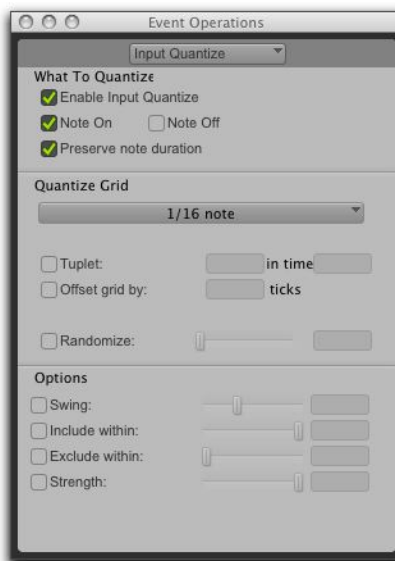 Event Operations
Input Quantize
What To Quantize
Enable Input Quantize
Note On Note Off
Preserve note duration
Quantize Grid
1/16 note
Tuplet: in time
Offset grid by: ticks
Randomize:
Options
Swing:
Include within:
Exclude within:
Strength: